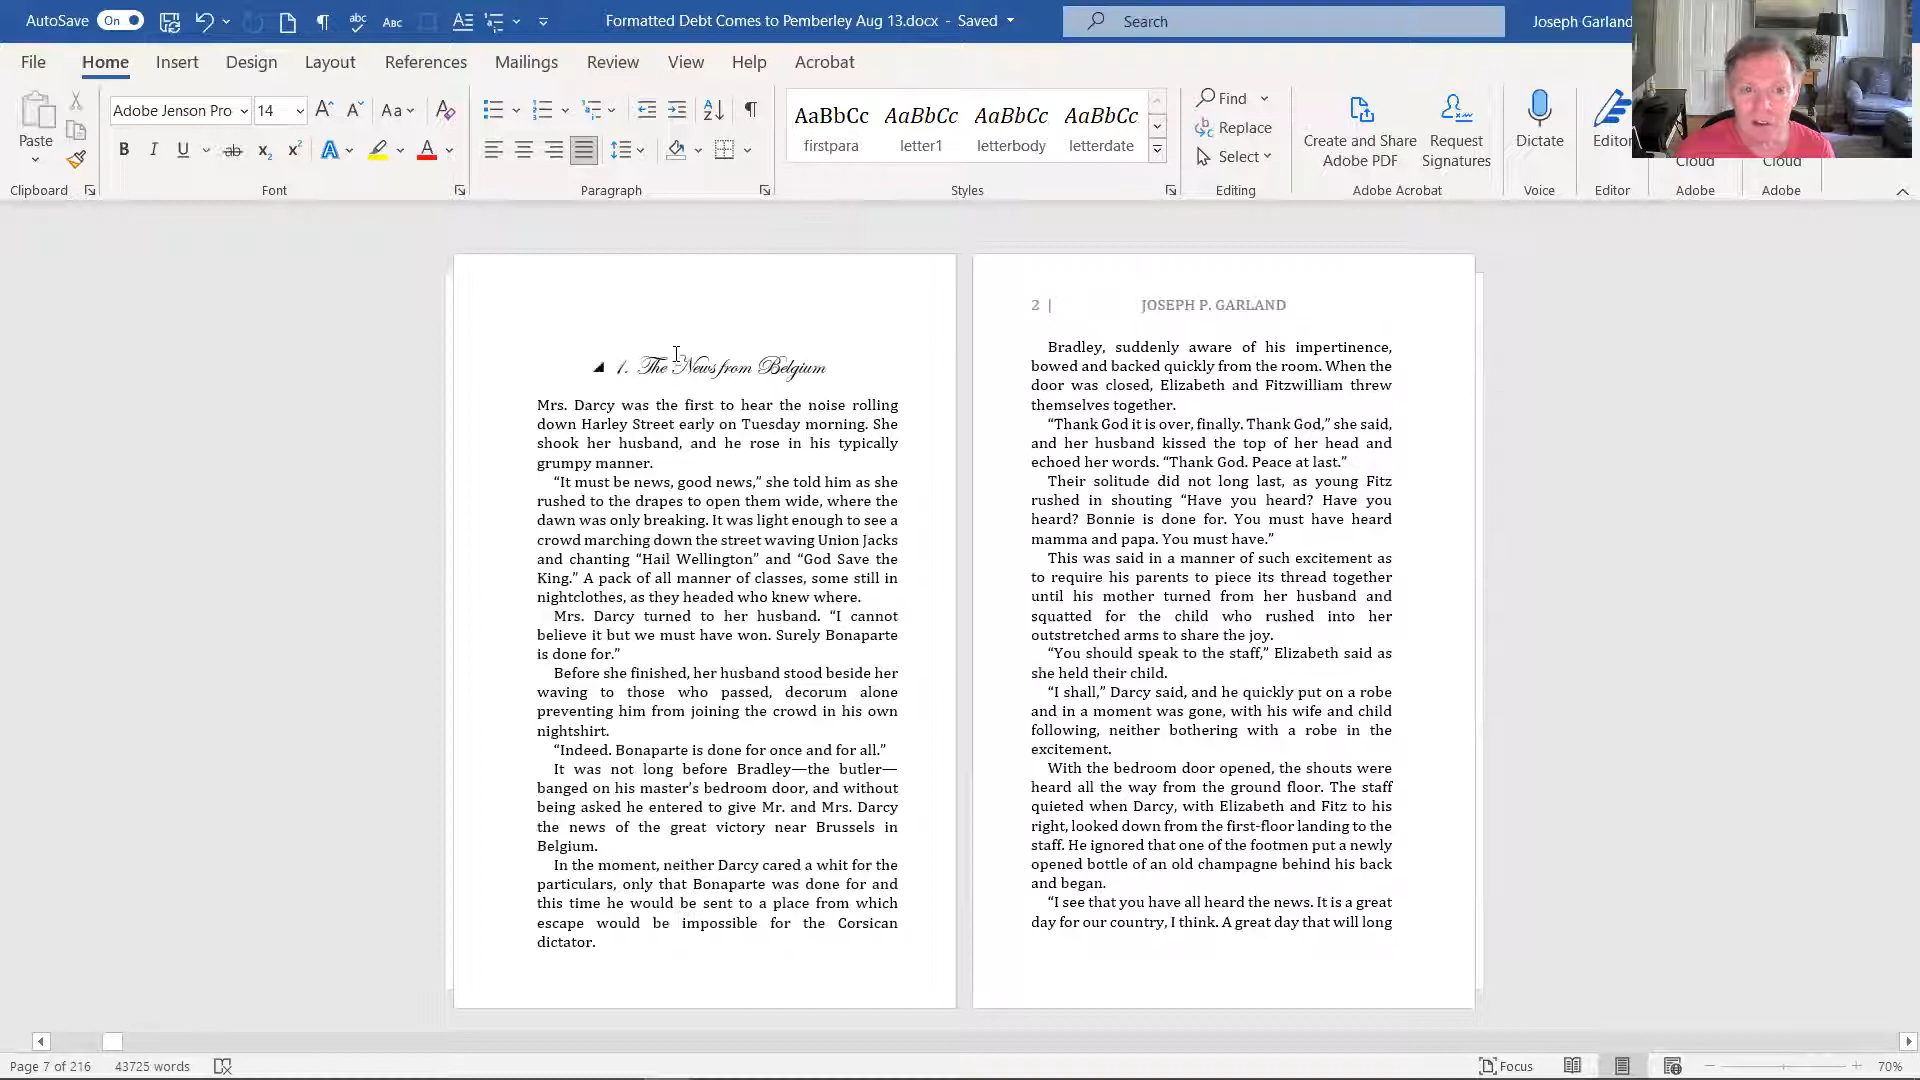 AutoSave On Formatted Debt Comes to Pemberley Aug 13.docx - Saved Search Joseph Garland
File Home Insert Design Layout References Mailings Review View Help Acrobat
Paste
Clipboard
Adobe Jenson Pro 14
Font
Paragraph
AaBbCc AaBbCc AaBbCc AaBbCc
firstpara letter1 letterbody letterdate
Styles
Find
Replace
Select
Editing
Create and Share Adobe PDF
Request Signatures
Adobe Acrobat
Dictate
Voice
Editor
Editor
Cloud
Adobe
Cloud
Adobe
1. The News from Belgium
Mrs. Darcy was the first to hear the noise rolling
down Harley Street early on Tuesday morning. She
shook her husband, and he rose in his typically
grumpy manner.
“It must be news, good news,” she told him as she
rushed to the drapes to open them wide, where the
dawn was only breaking. It was light enough to see a
crowd marching down the street waving Union Jacks
and chanting “Hail Wellington” and “God Save the
King.” A pack of all manner of classes, some still in
nightclothes, as they headed who knew where.
Mrs. Darcy turned to her husband. “I cannot
believe it but we must have won. Surely Bonaparte
is done for.”
Before she finished, her husband stood beside her
waving to those who passed, decorum alone
preventing him from joining the crowd in his own
nightshirt.
“Indeed. Bonaparte is done for once and for all.”
It was not long before Bradley—the butler—
banged on his master’s bedroom door, and without
being asked he entered to give Mr. and Mrs. Darcy
the news of the great victory near Brussels in
Belgium.
In the moment, neither Darcy cared a whit for the
particulars, only that Bonaparte was done for and
this time he would be sent to a place from which
escape would be impossible for the Corsican
dictator.
2 | JOSEPH P. GARLAND
Bradley, suddenly aware of his impertinence,
bowed and backed quickly from the room. When the
door was closed, Elizabeth and Fitzwilliam threw
themselves together.
“Thank God it is over, finally. Thank God,” she said,
and her husband kissed the top of her head and
echoed her words. “Thank God. Peace at last.”
Their solitude did not long last, as young Fitz
rushed in shouting “Have you heard? Have you
heard? Bonnie is done for. You must have heard
mamma and papa. You must have.”
This was said in a manner of such excitement as
to require his parents to piece its thread together
until his mother turned from her husband and
squatted for the child who rushed into her
outstretched arms to share the joy.
“You should speak to the staff,” Elizabeth said as
she held their child.
“I shall,” Darcy said, and he quickly put on a robe
and in a moment was gone, with his wife and child
following, neither bothering with a robe in the
excitement.
With the bedroom door opened, the shouts were
heard all the way from the ground floor. The staff
quieted when Darcy, with Elizabeth and Fitz to his
right, looked down from the first-floor landing to the
staff. He ignored that one of the footmen put a newly
opened bottle of an old champagne behind his back
and began.
“I see that you have all heard the news. It is a great
day for our country, I think. A great day that will long
Page 7 of 216 43725 words Focus 70%